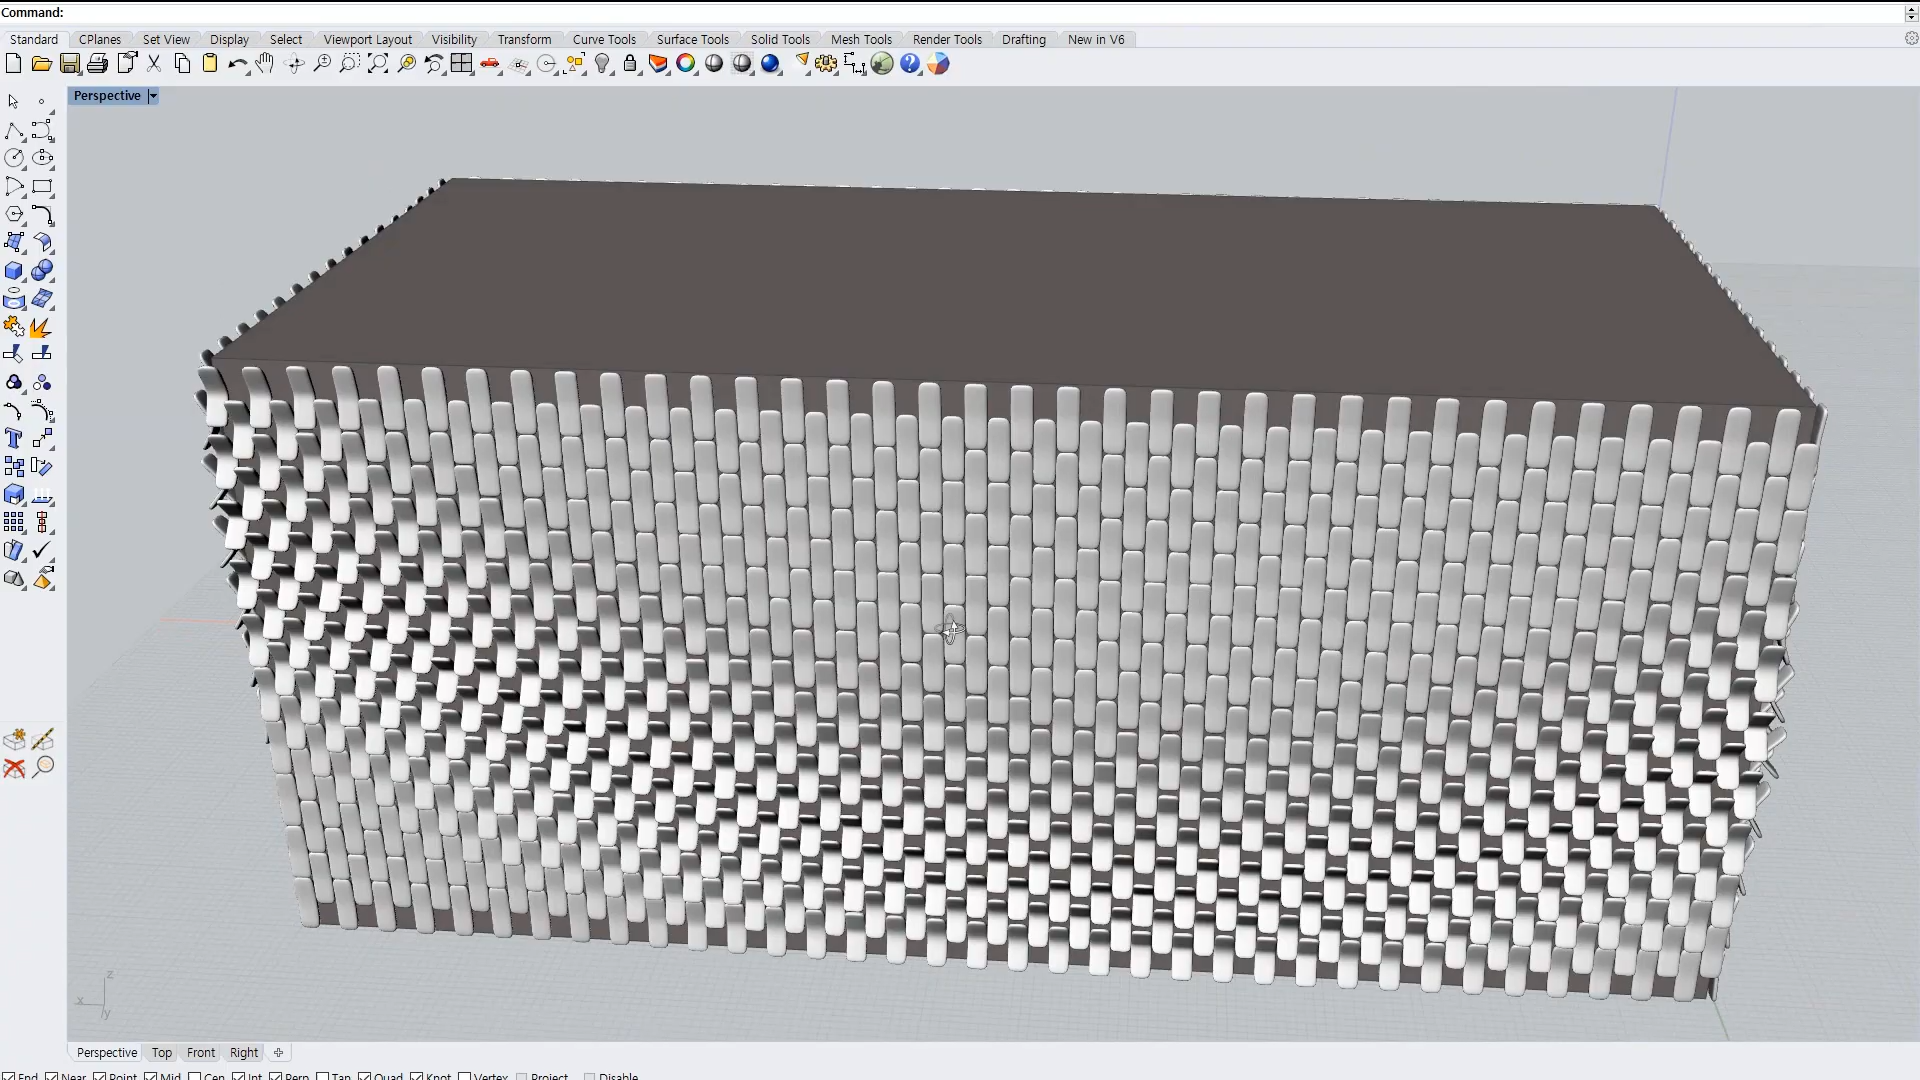 Command:
Standard CPlanes Set View Display Select Viewport Layout Visibility Transform Curve Tools Surface Tools Solid Tools Mesh Tools Render Tools Drafting New in V6
Perspective
z
x
y
Perspective Top Front Right
End Near Point Mid Cen Int Perp Tan Quad Knot Vertex Project Disable